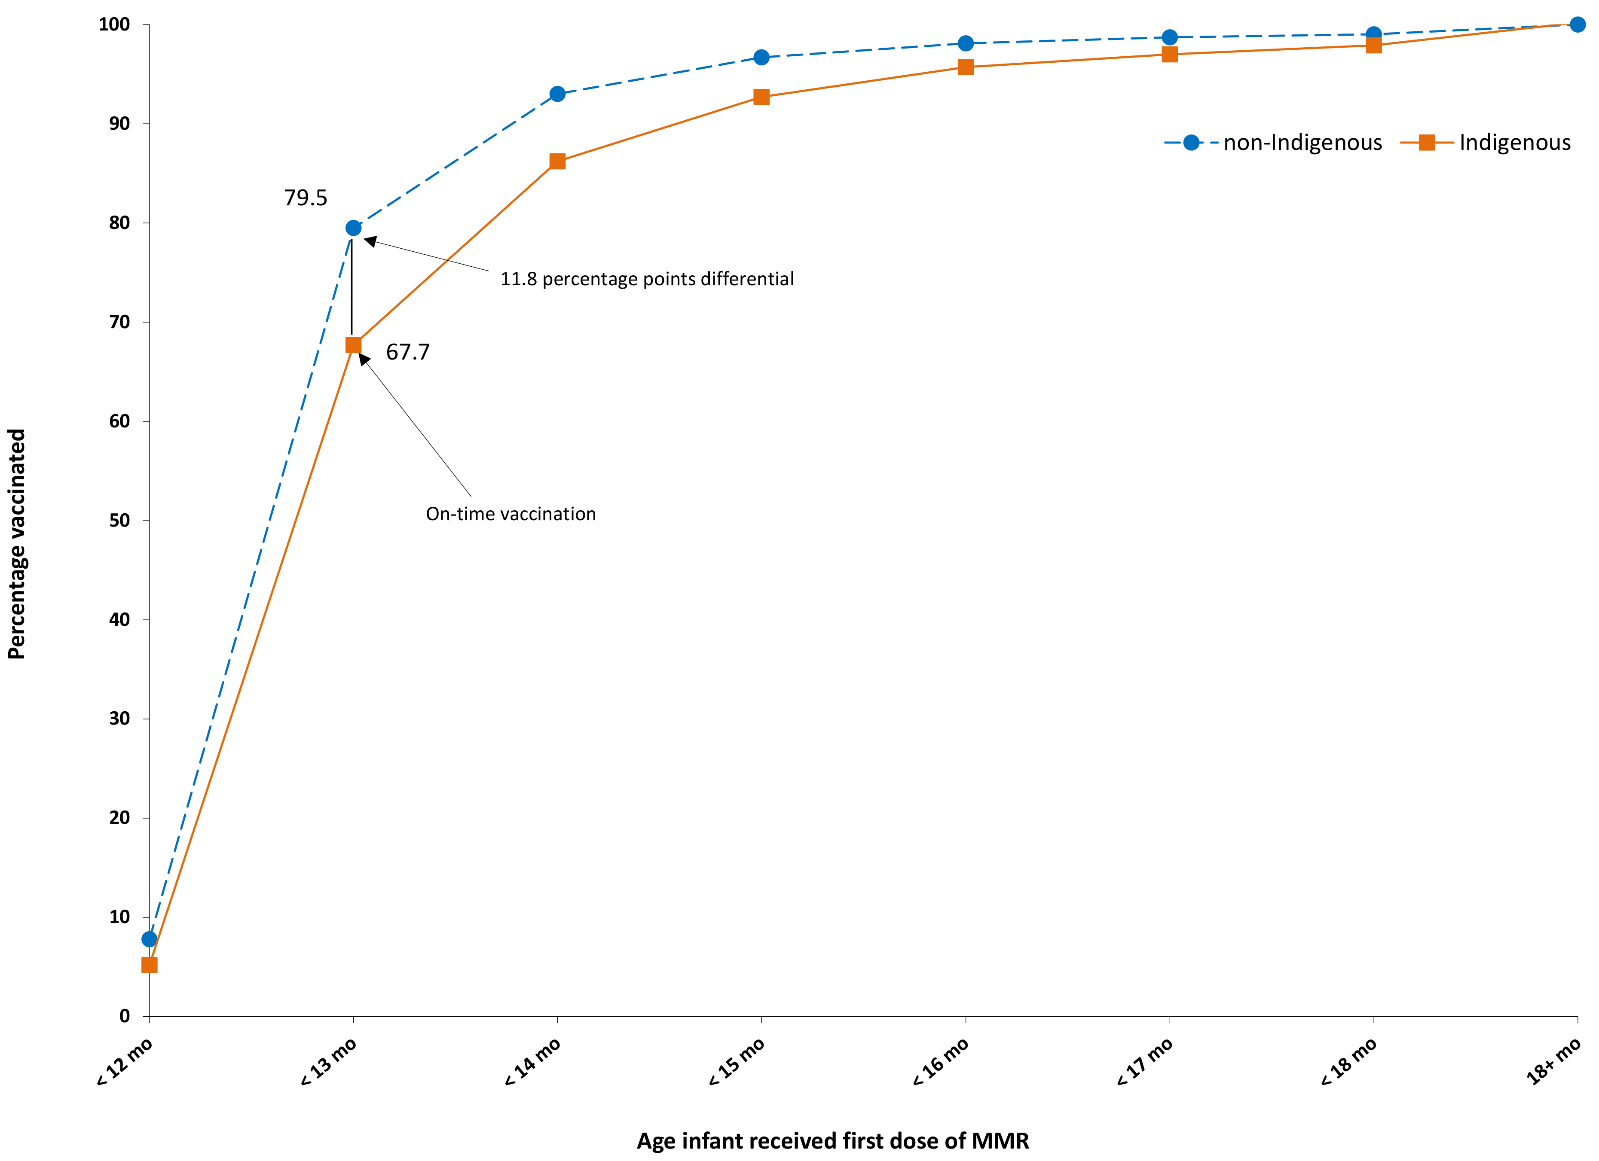 100
90
80
70
60
50
40
30
20
10
0
Percentage vaccinated
non-Indigenous
Indigenous
79.5
11.8 percentage points differential
67.7
On-time vaccination
< 12 mo
< 13 mo
< 14 mo
< 15 mo
< 16 mo
< 17 mo
< 18 mo
18+ mo
Age infant received first dose of MMR